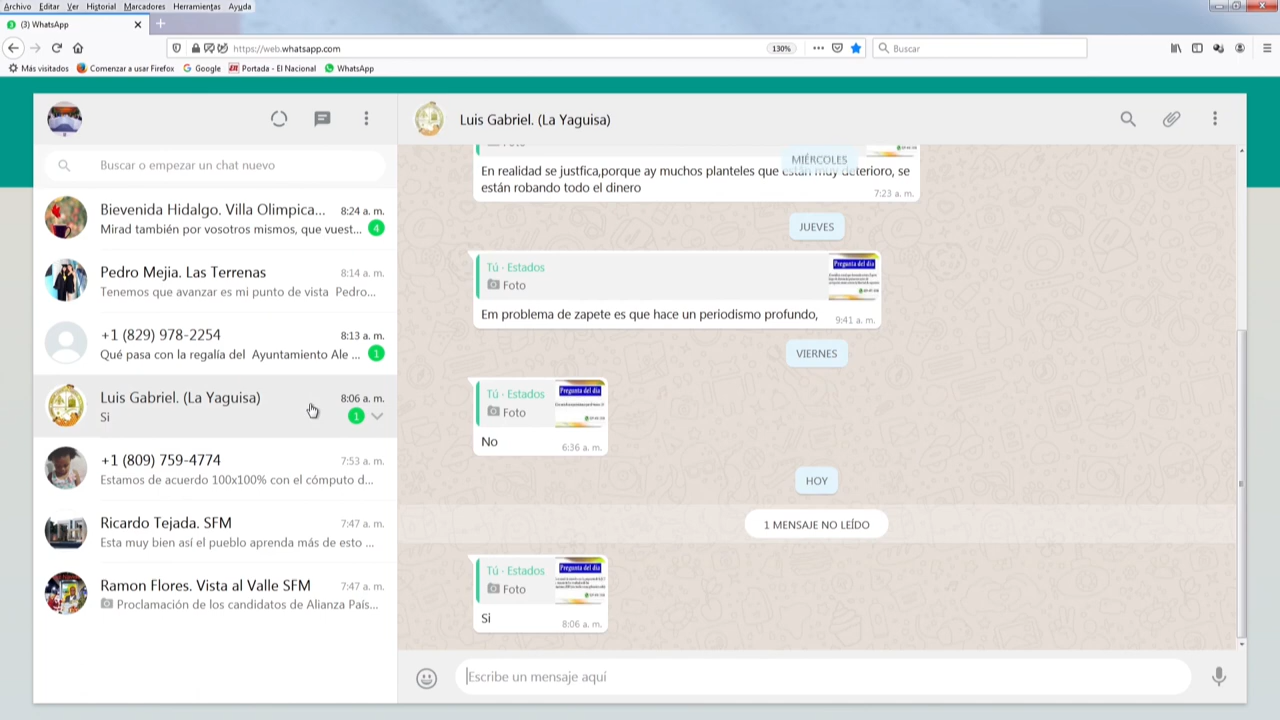 Archivo Editar Ver Historial Marcadores Herramientas Ayuda
(3) WhatsApp
https://web.whatsapp.com
130%
Buscar
Más visitados Comenzar a usar Firefox Google Portada - El Nacional WhatsApp
Luis Gabriel. (La Yaguisa)
Buscar o empezar un chat nuevo
Bievenida Hidalgo. Villa Olimpica... 8:24 a. m.
Mirad también por vosotros mismos, que vuest... 4
Pedro Mejia. Las Terrenas 8:14 a. m.
Tenemos que avanzar es mi punto de vista Pedro...
+1 (829) 978-2254 8:13 a. m.
Qué pasa con la regalía del Ayuntamiento Ale ... 1
Luis Gabriel. (La Yaguisa) 8:06 a. m.
Si 1
+1 (809) 759-4774 7:53 a. m.
Estamos de acuerdo 100x100% con el cómputo d...
Ricardo Tejada. SFM 7:47 a. m.
Esta muy bien así el pueblo aprenda más de esto ...
Ramon Flores. Vista al Valle SFM 7:47 a. m.
Proclamación de los candidatos de Alianza País...
MIÉRCOLES
En realidad se justfica,porque ay muchos planteles que están muy deterioro, se
están robando todo el dinero
7:23 a. m.
JUEVES
Tú · Estados
Foto
Pregunta del día
Em problema de zapete es que hace un periodismo profundo,
9:41 a. m.
VIERNES
Tú · Estados
Foto
Pregunta del día
No
6:36 a. m.
HOY
1 MENSAJE NO LEÍDO
Tú · Estados
Foto
Pregunta del día
Si
8:06 a. m.
Escribe un mensaje aquí